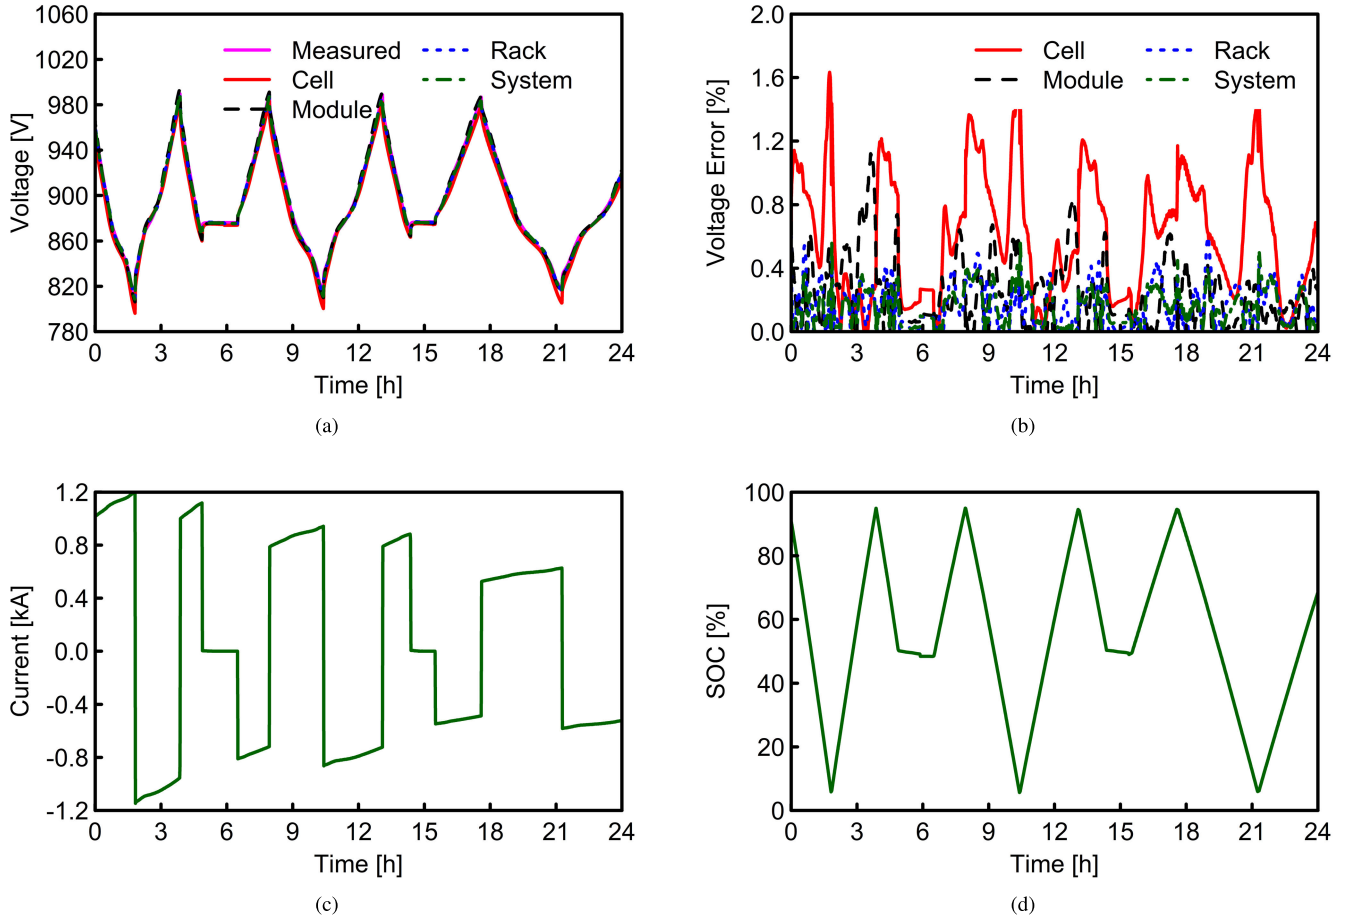 1060
1020
980
940
900
860
820
780
Voltage [V]
Measured
Cell
Module
Rack
System
0 3 6 9 12 15 18 21 24
Time [h]
(a)
2.0
1.6
1.2
0.8
0.4
0.0
Voltage Error [%]
Cell
Module
Rack
System
0 3 6 9 12 15 18 21 24
Time [h]
(b)
1.2
0.8
0.4
0.0
-0.4
-0.8
-1.2
Current [kA]
0 3 6 9 12 15 18 21 24
Time [h]
(c)
100
80
60
40
20
0
SOC [%]
0 3 6 9 12 15 18 21 24
Time [h]
(d)